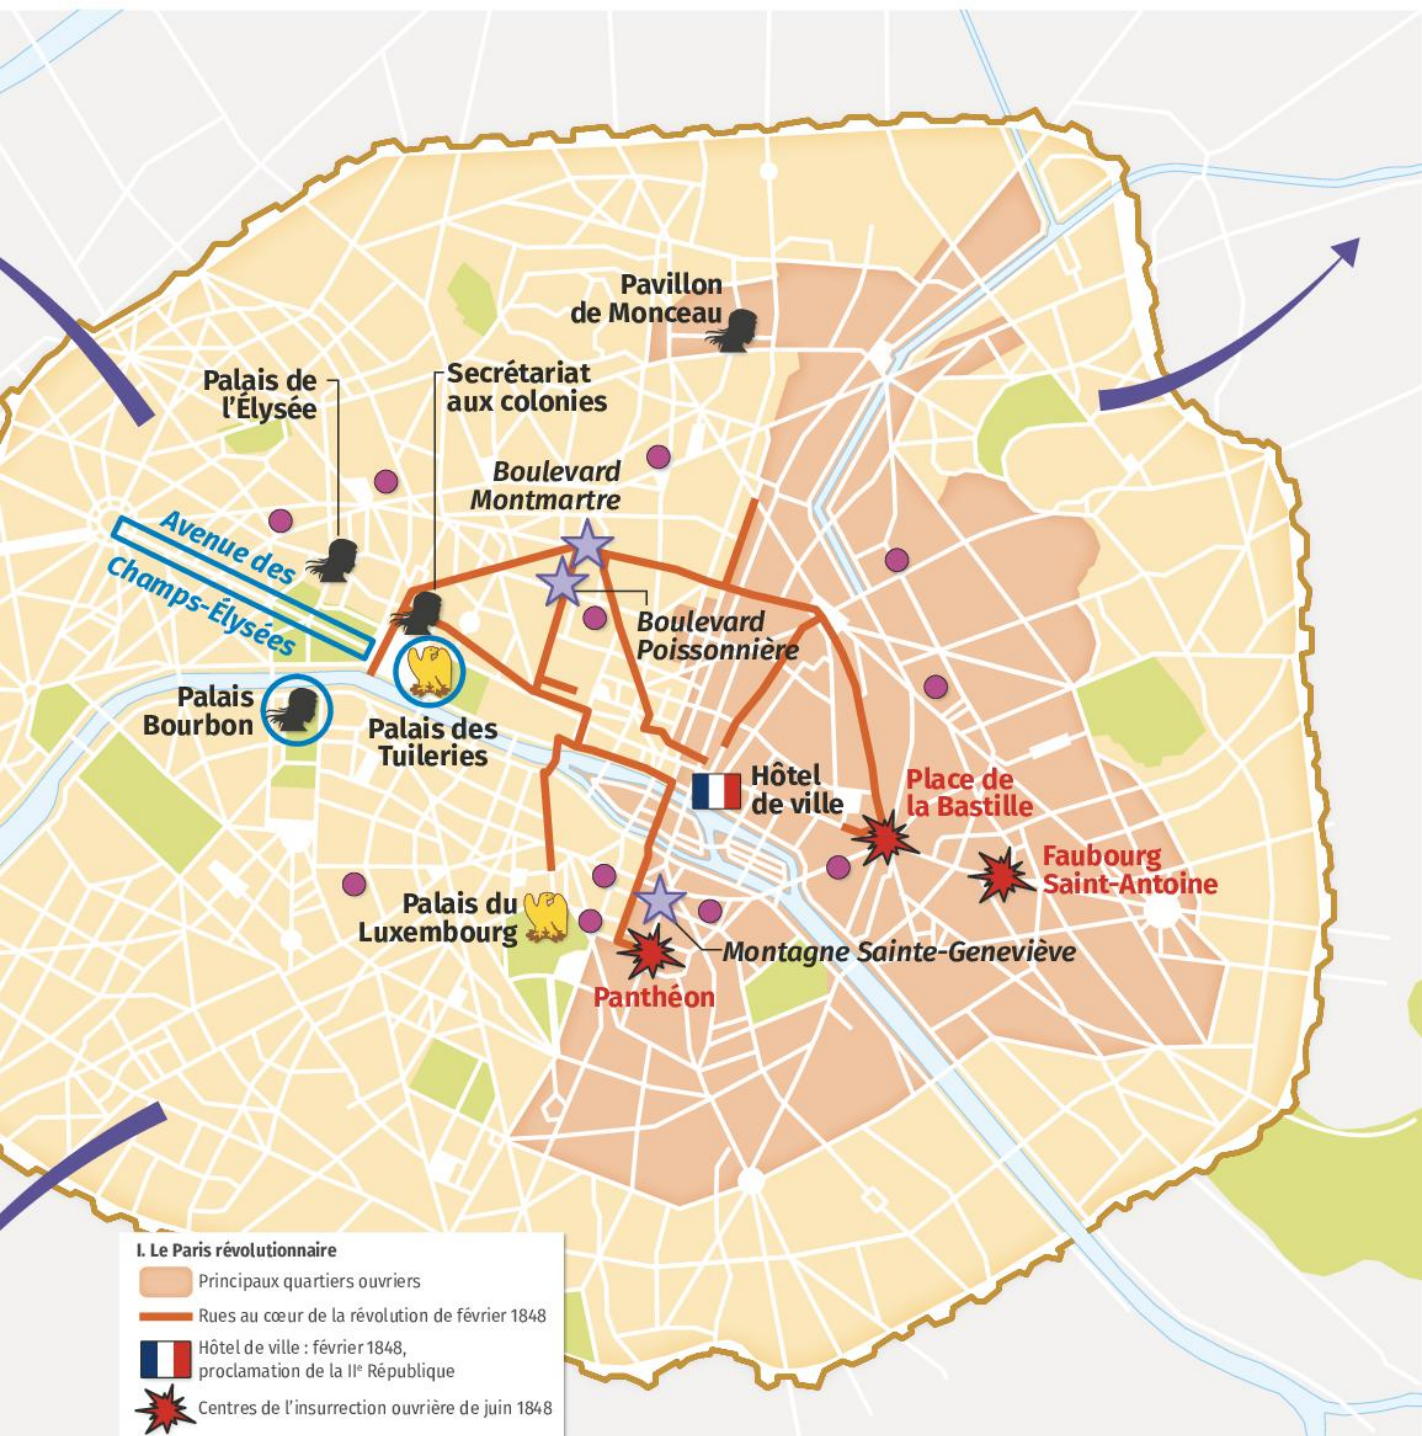 Pavillon
de Monceau
Palais de
l’Élysée
Secrétariat
aux colonies
Boulevard
Montmartre
Avenue des
Champs-Élysées
Boulevard
Poissonnière
Palais
Bourbon
Palais des
Tuileries
Hôtel
de ville
Place de
la Bastille
Faubourg
Saint-Antoine
Palais du
Luxembourg
Montagne Sainte-Geneviève
Panthéon
I. Le Paris révolutionnaire
Principaux quartiers ouvriers
Rues au cœur de la révolution de février 1848
Hôtel de ville : février 1848,
proclamation de la IIe République
Centres de l’insurrection ouvrière de juin 1848